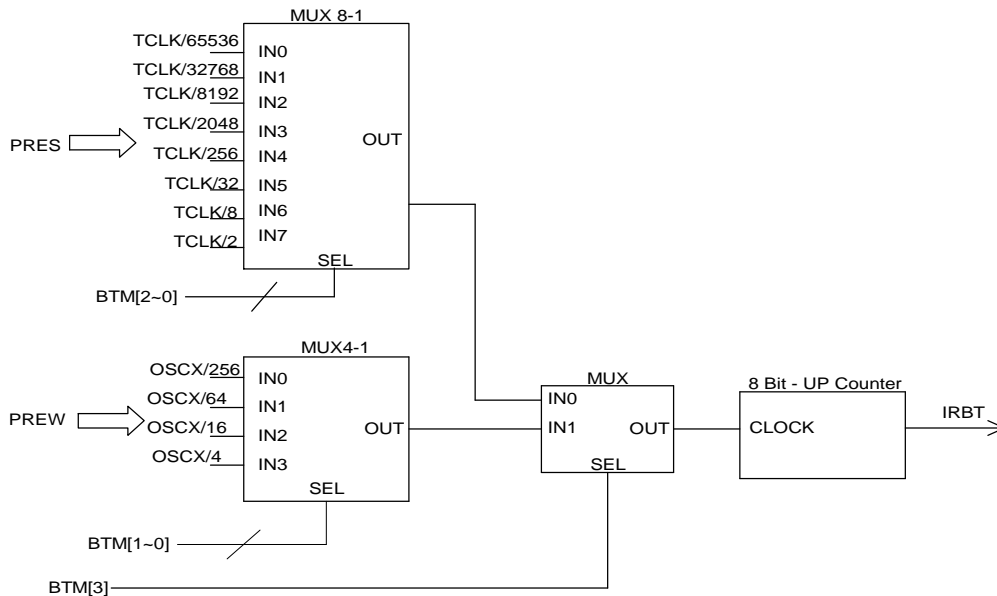 MUX 8-1
TCLK/65536
IN0
TCLK/32768
IN1
TCLK/8192
IN2
TCLK/2048
IN3
OUT
PRES
TCLK/256
IN4
TCLK/32
IN5
TCLK/8
IN6
TCLK/2
IN7
SEL
BTM[2~0]
MUX4-1
OSCX/256
IN0
OSCX/64
IN1
PREW
OSCX/16
IN2
OUT
OSCX/4
IN3
SEL
BTM[1~0]
MUX
IN0
IN1
OUT
SEL
8 Bit - UP Counter
CLOCK
IRBT
BTM[3]